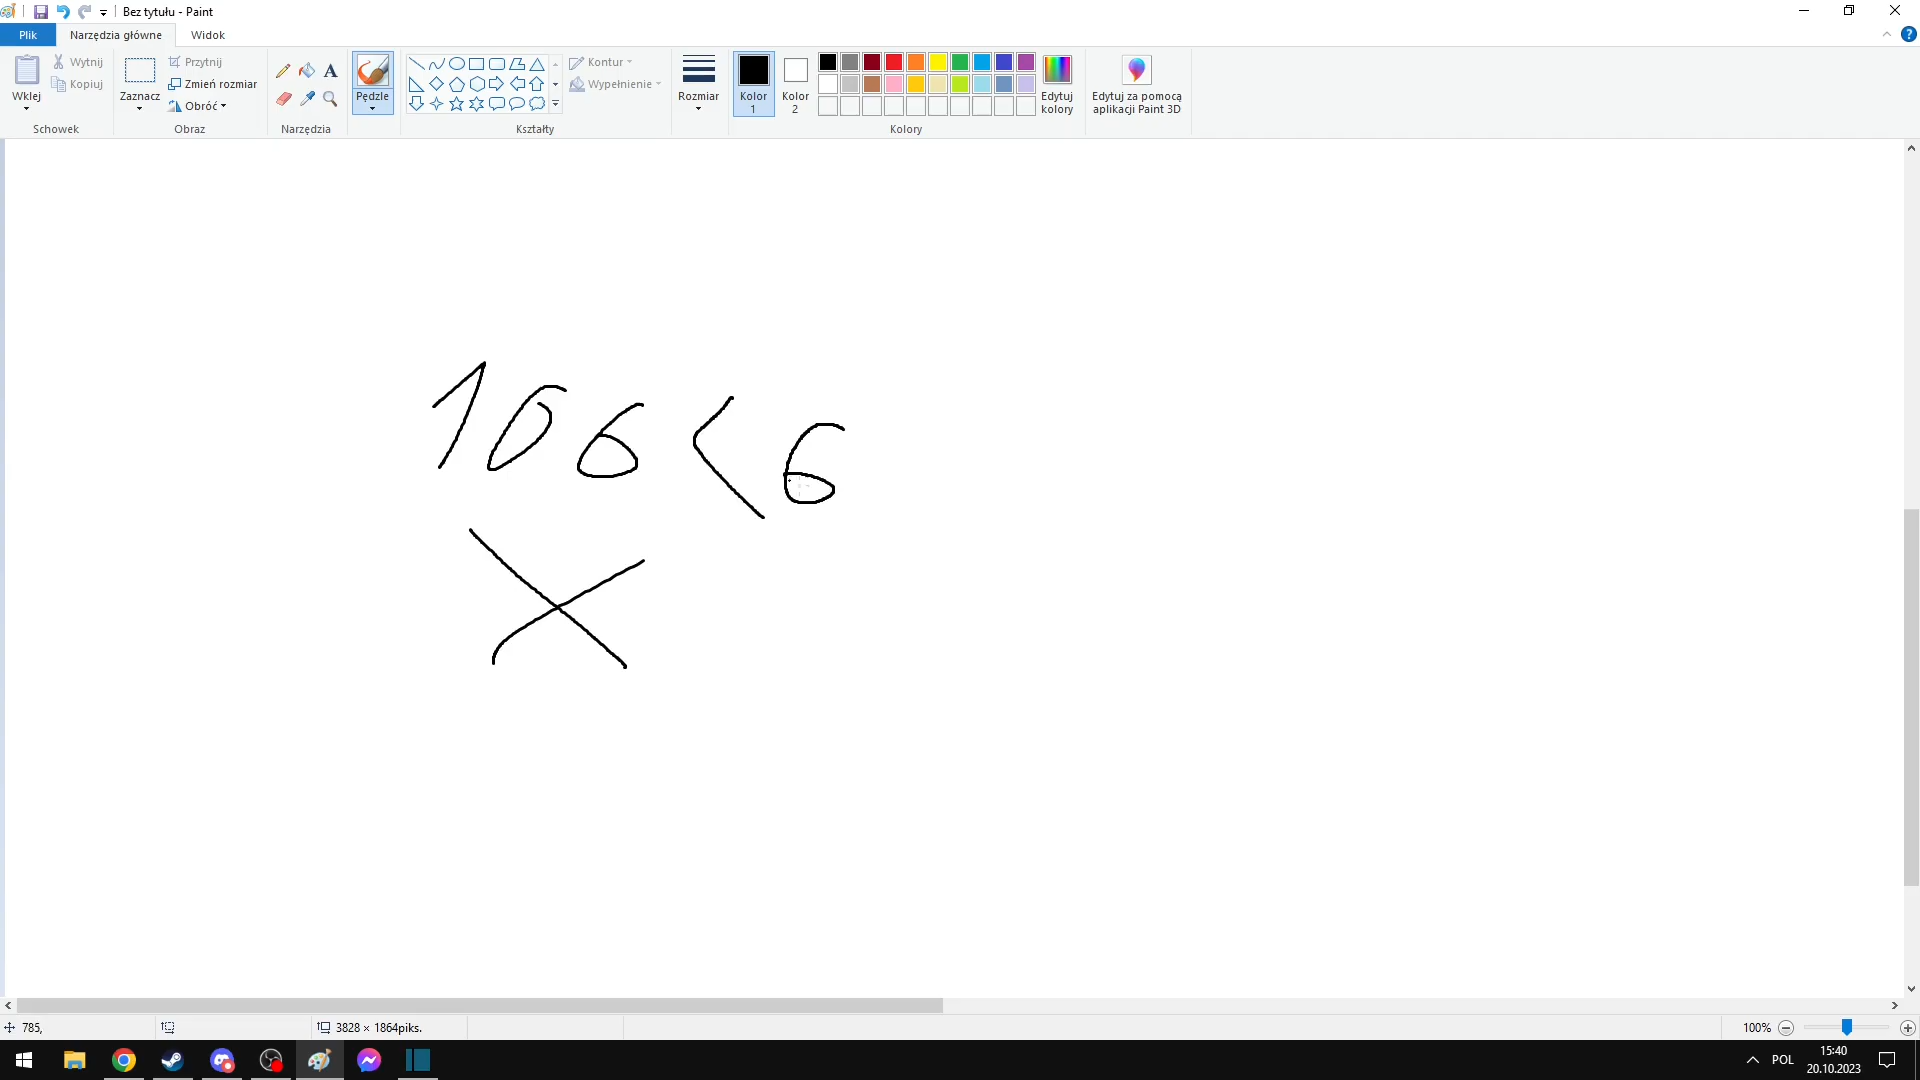 Bez tytułu - Paint
Plik Narzędzia główne Widok
Wklej Wytnij Kopiuj
Schowek
Zaznacz Przytnij Zmień rozmiar Obróć
Obraz
A
Narzędzia
Pędzle
Kontur
Wypełnienie
Kształty
Rozmiar
Kolor 1
Kolor 2
Edytuj kolory
Kolory
Edytuj za pomocą aplikacji Paint 3D
166 < 6
X
785,
3828 × 1864piks.
100%
POL
15:40
20.10.2023